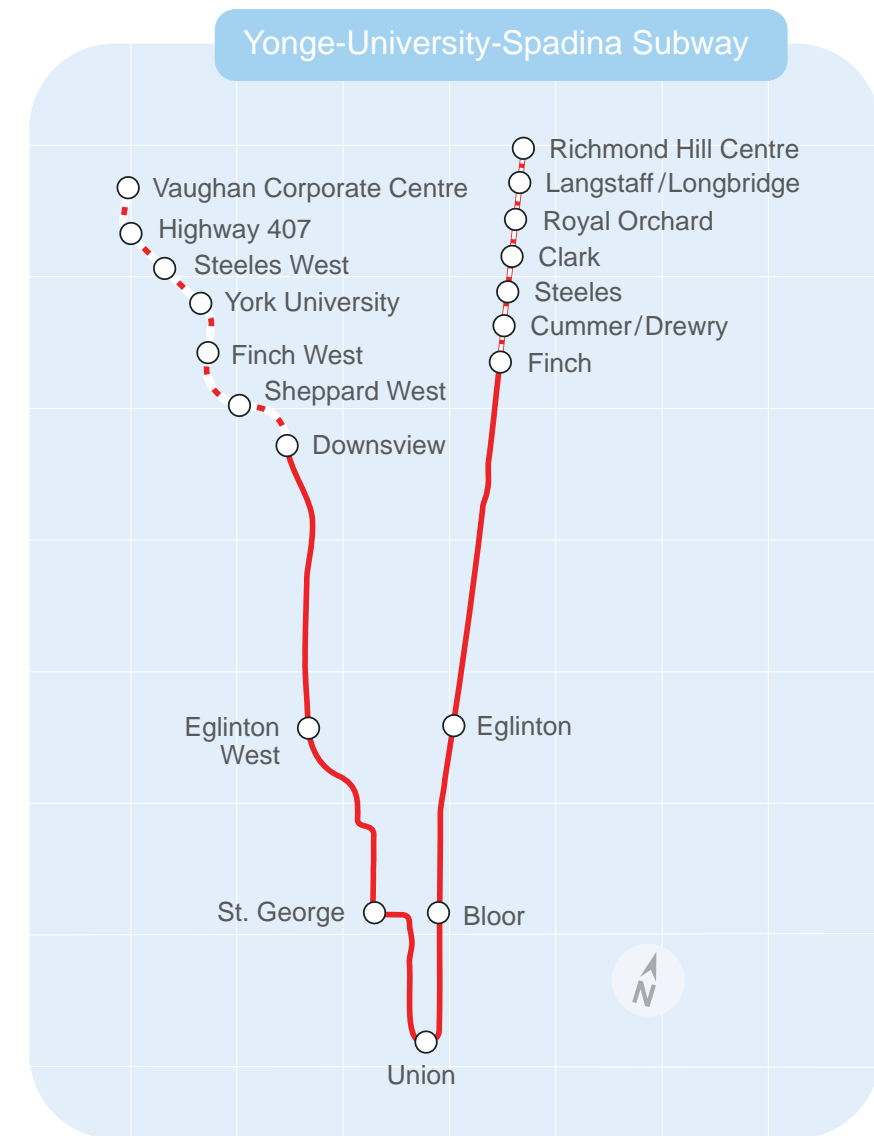 Yonge-University-Spadina Subway
Richmond Hill Centre
Vaughan Corporate Centre
Langstaff/Longbridge
Royal Orchard
Highway 407
Clark
Steeles West
Steeles
York University
Cummer/Drewry
Finch West
Finch
Sheppard West
Downsview
Eglinton
West
Eglinton
St. George
Bloor
N
Union